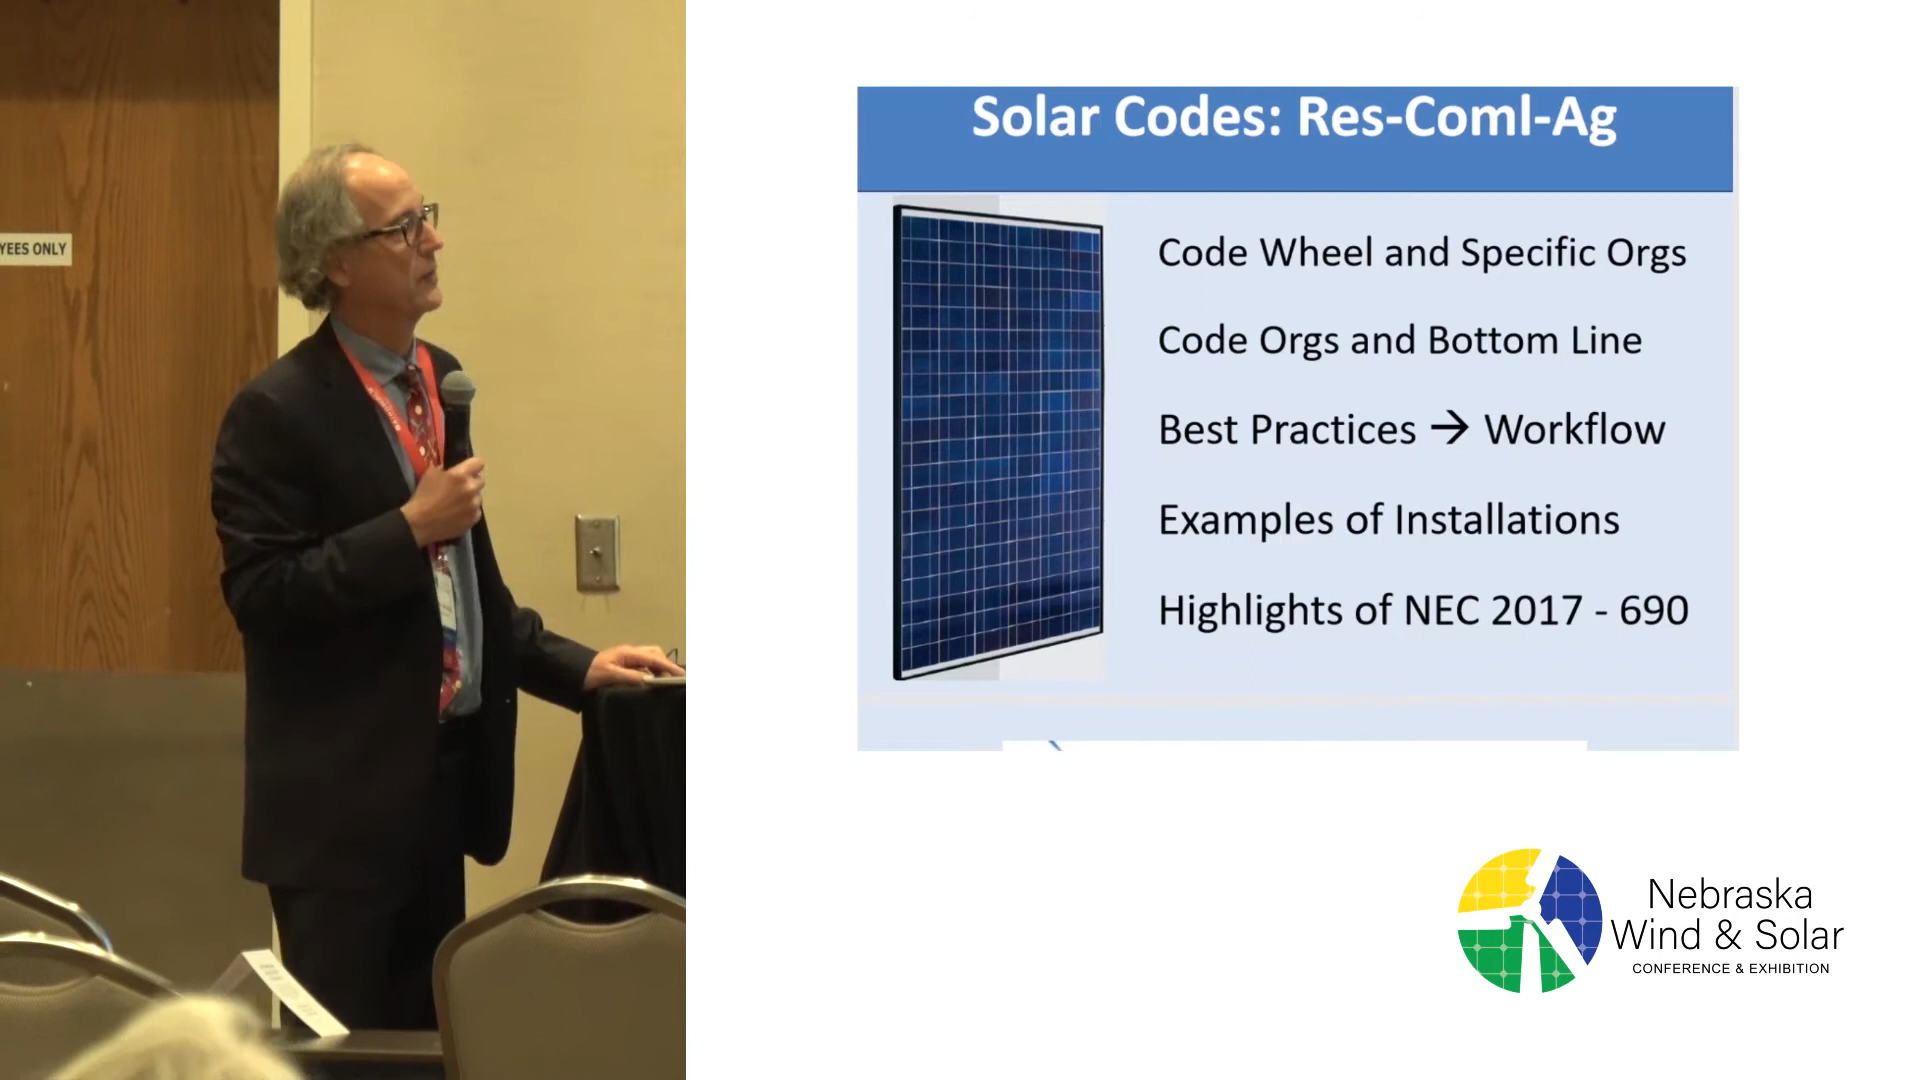 YEES ONLY
Solar Codes: Res-Coml-Ag
Code Wheel and Specific Orgs
Code Orgs and Bottom Line
Best Practices → Workflow
Examples of Installations
Highlights of NEC 2017 - 690
Nebraska
Wind & Solar
CONFERENCE & EXHIBITION